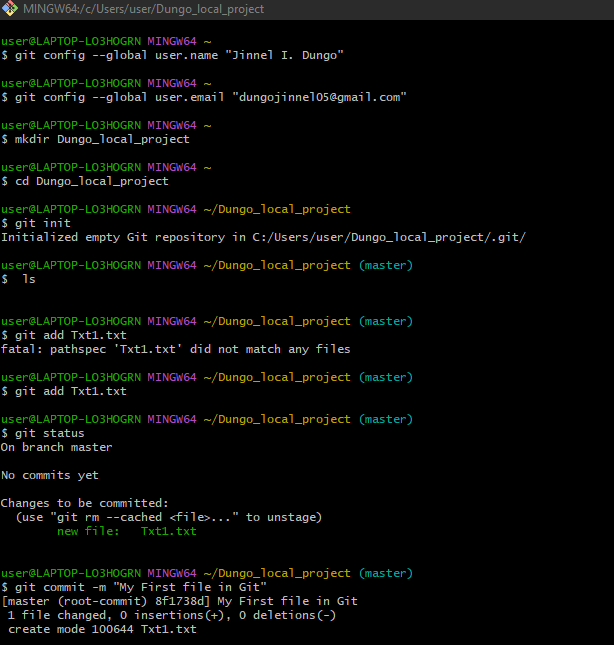 MINGW64:/c/Users/user/Dungo_local_project
user@LAPTOP-LO3HOGRN MINGW64 ~
$ git config --global user.name "Jinnel I. Dungo"
user@LAPTOP-LO3HOGRN MINGW64 ~
$ git config --global user.email "dungojinnel05@gmail.com"
user@LAPTOP-LO3HOGRN MINGW64 ~
$ mkdir Dungo_local_project
user@LAPTOP-LO3HOGRN MINGW64 ~
$ cd Dungo_local_project
user@LAPTOP-LO3HOGRN MINGW64 ~/Dungo_local_project
$ git init
Initialized empty Git repository in C:/Users/user/Dungo_local_project/.git/
user@LAPTOP-LO3HOGRN MINGW64 ~/Dungo_local_project (master)
$  ls
user@LAPTOP-LO3HOGRN MINGW64 ~/Dungo_local_project (master)
$ git add Txt1.txt
fatal: pathspec 'Txt1.txt' did not match any files
user@LAPTOP-LO3HOGRN MINGW64 ~/Dungo_local_project (master)
$ git add Txt1.txt
user@LAPTOP-LO3HOGRN MINGW64 ~/Dungo_local_project (master)
$ git status
On branch master
No commits yet
Changes to be committed:
  (use "git rm --cached <file>..." to unstage)
        new file:   Txt1.txt
user@LAPTOP-LO3HOGRN MINGW64 ~/Dungo_local_project (master)
$ git commit -m "My First file in Git"
[master (root-commit) 8f1738d] My First file in Git
 1 file changed, 0 insertions(+), 0 deletions(-)
 create mode 100644 Txt1.txt